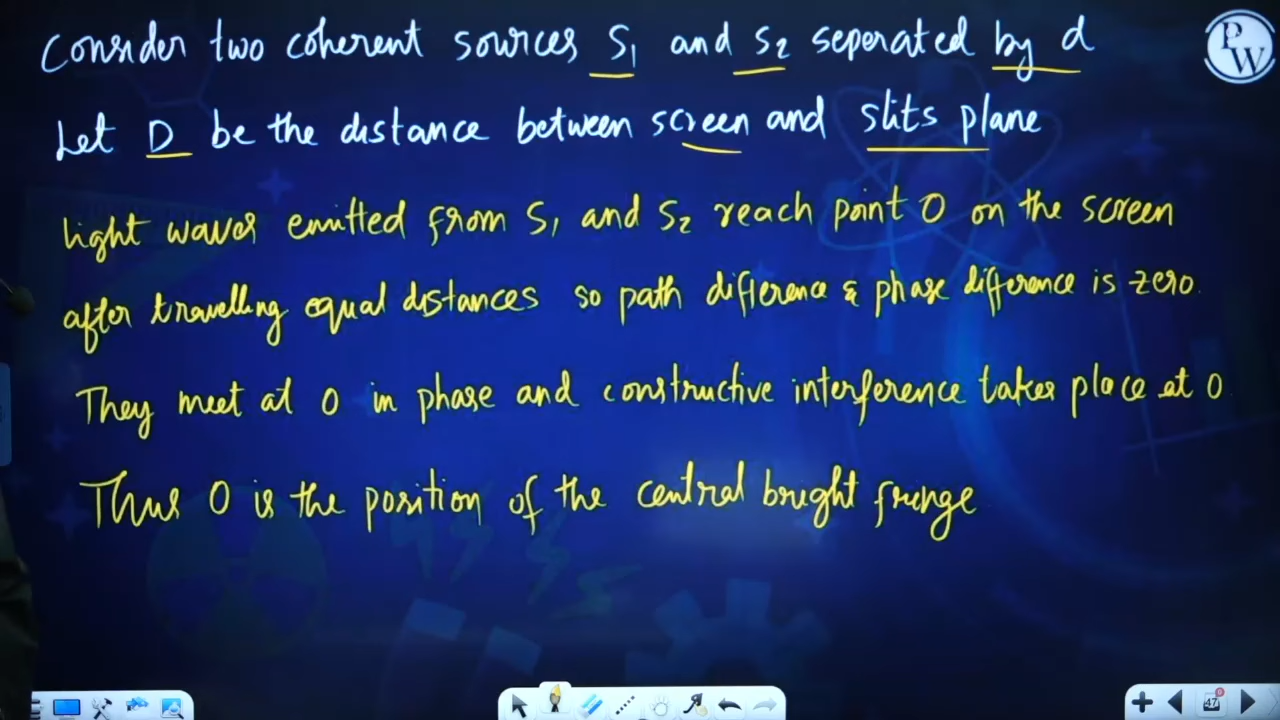 Consider two coherent sources S₁ and S₂ seperated by d
Let D be the distance between screen and slits plane
light waves emitted from S₁ and S₂ reach point O on the screen
after travelling equal distances so path difference & phase difference is zero.
They meet at O in phase and constructive interference takes place at O
Thus O is the position of the central bright fringe
PW
47